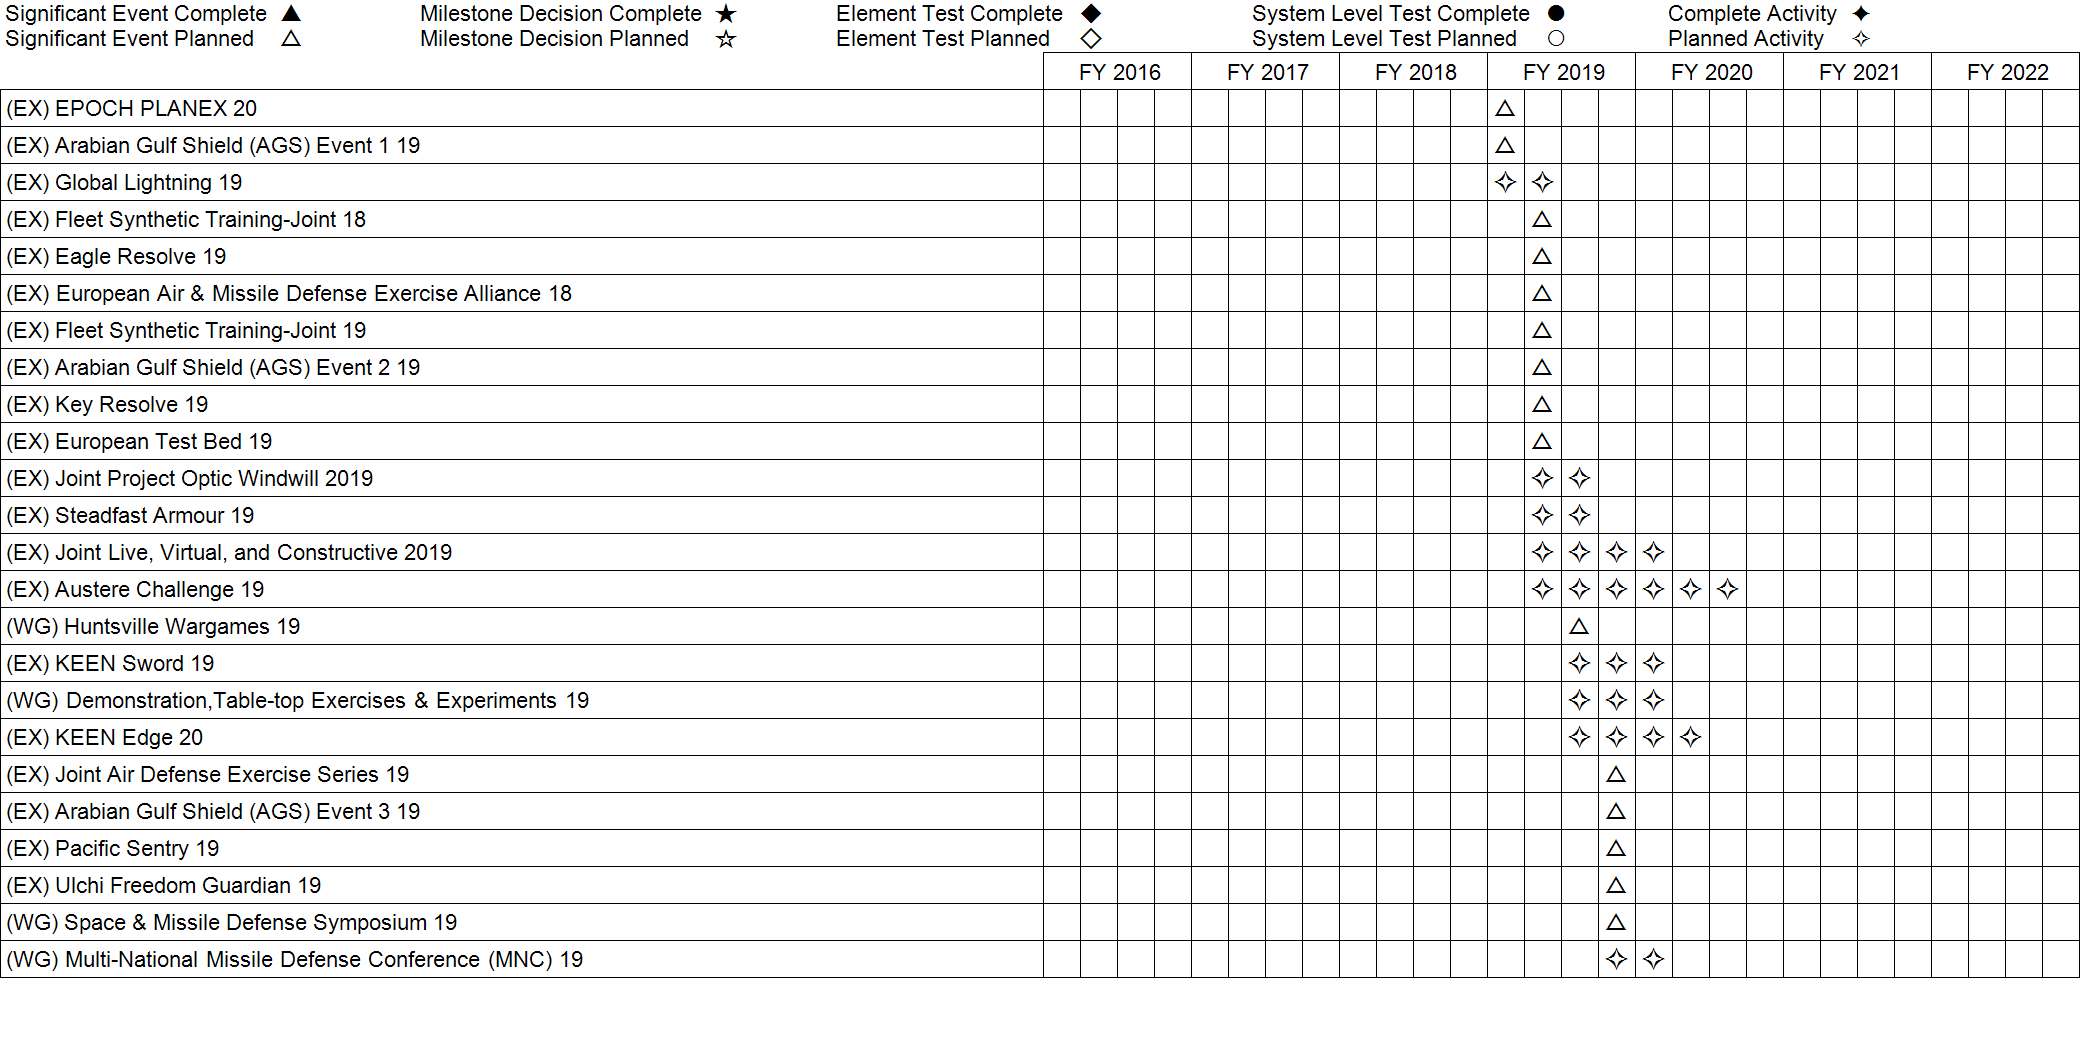 Significant Event Complete ▲ Milestone Decision Complete ★ Element Test Complete ◆ System Level Test Complete ● Complete Activity ✦
Significant Event Planned △ Milestone Decision Planned ☆ Element Test Planned ◇ System Level Test Planned ○ Planned Activity ✧
FY 2016 FY 2017 FY 2018 FY 2019 FY 2020 FY 2021 FY 2022
(EX) EPOCH PLANEX 20 △
(EX) Arabian Gulf Shield (AGS) Event 1 19 △
(EX) Global Lightning 19 ✧ ✧
(EX) Fleet Synthetic Training-Joint 18 △
(EX) Eagle Resolve 19 △
(EX) European Air & Missile Defense Exercise Alliance 18 △
(EX) Fleet Synthetic Training-Joint 19 △
(EX) Arabian Gulf Shield (AGS) Event 2 19 △
(EX) Key Resolve 19 △
(EX) European Test Bed 19 △
(EX) Joint Project Optic Windwill 2019 ✧ ✧
(EX) Steadfast Armour 19 ✧ ✧
(EX) Joint Live, Virtual, and Constructive 2019 ✧ ✧ ✧ ✧
(EX) Austere Challenge 19 ✧ ✧ ✧ ✧ ✧ ✧
(WG) Huntsville Wargames 19 △
(EX) KEEN Sword 19 ✧ ✧ ✧
(WG) Demonstration,Table-top Exercises & Experiments 19 ✧ ✧ ✧
(EX) KEEN Edge 20 ✧ ✧ ✧ ✧
(EX) Joint Air Defense Exercise Series 19 △
(EX) Arabian Gulf Shield (AGS) Event 3 19 △
(EX) Pacific Sentry 19 △
(EX) Ulchi Freedom Guardian 19 △
(WG) Space & Missile Defense Symposium 19 △
(WG) Multi-National Missile Defense Conference (MNC) 19 ✧ ✧